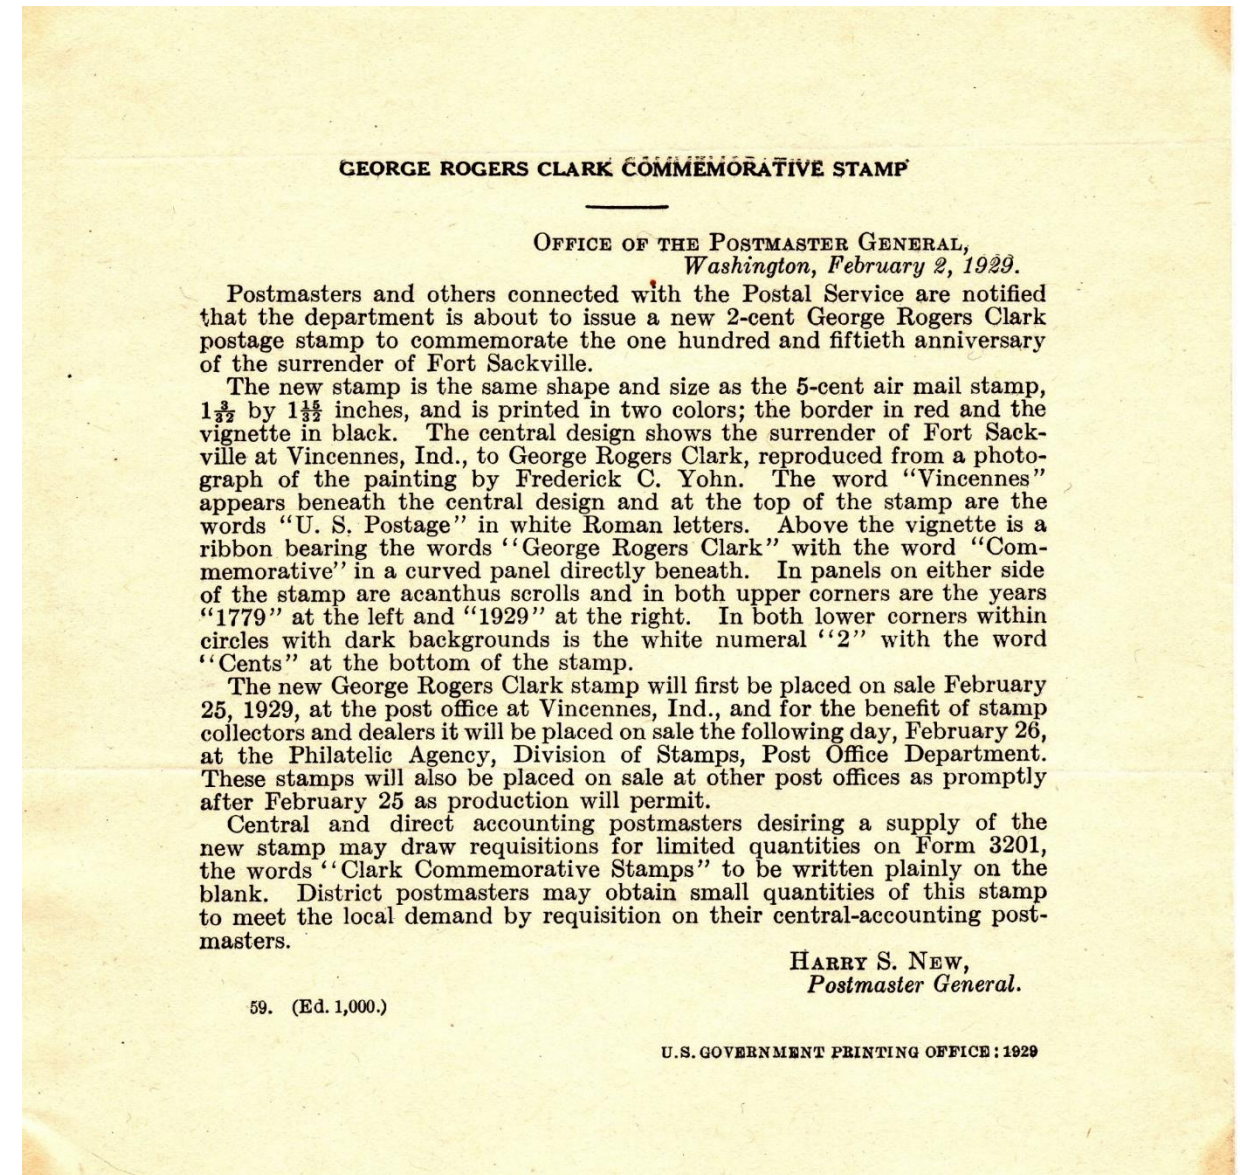 GEORGE ROGERS CLARK COMMEMORATIVE STAMP
OFFICE OF THE POSTMASTER GENERAL,
Washington, February 2, 1929.
Postmasters and others connected with the Postal Service are notified
that the department is about to issue a new 2-cent George Rogers Clark
postage stamp to commemorate the one hundred and fiftieth anniversary
of the surrender of Fort Sackville.
The new stamp is the same shape and size as the 5-cent air mail stamp,
1 3/32 by 1 15/32 inches, and is printed in two colors; the border in red and the
vignette in black. The central design shows the surrender of Fort Sack-
ville at Vincennes, Ind., to George Rogers Clark, reproduced from a photo-
graph of the painting by Frederick C. Yohn. The word "Vincennes"
appears beneath the central design and at the top of the stamp are the
words "U. S. Postage" in white Roman letters. Above the vignette is a
ribbon bearing the words "George Rogers Clark" with the word "Com-
memorative" in a curved panel directly beneath. In panels on either side
of the stamp are acanthus scrolls and in both upper corners are the years
"1779" at the left and "1929" at the right. In both lower corners within
circles with dark backgrounds is the white numeral "2" with the word
"Cents" at the bottom of the stamp.
The new George Rogers Clark stamp will first be placed on sale February
25, 1929, at the post office at Vincennes, Ind., and for the benefit of stamp
collectors and dealers it will be placed on sale the following day, February 26,
at the Philatelic Agency, Division of Stamps, Post Office Department.
These stamps will also be placed on sale at other post offices as promptly
after February 25 as production will permit.
Central and direct accounting postmasters desiring a supply of the
new stamp may draw requisitions for limited quantities on Form 3201,
the words "Clark Commemorative Stamps" to be written plainly on the
blank. District postmasters may obtain small quantities of this stamp
to meet the local demand by requisition on their central-accounting post-
masters.
HARRY S. NEW,
Postmaster General.
59. (Ed. 1,000.)
U.S. GOVERNMENT PRINTING OFFICE: 1929